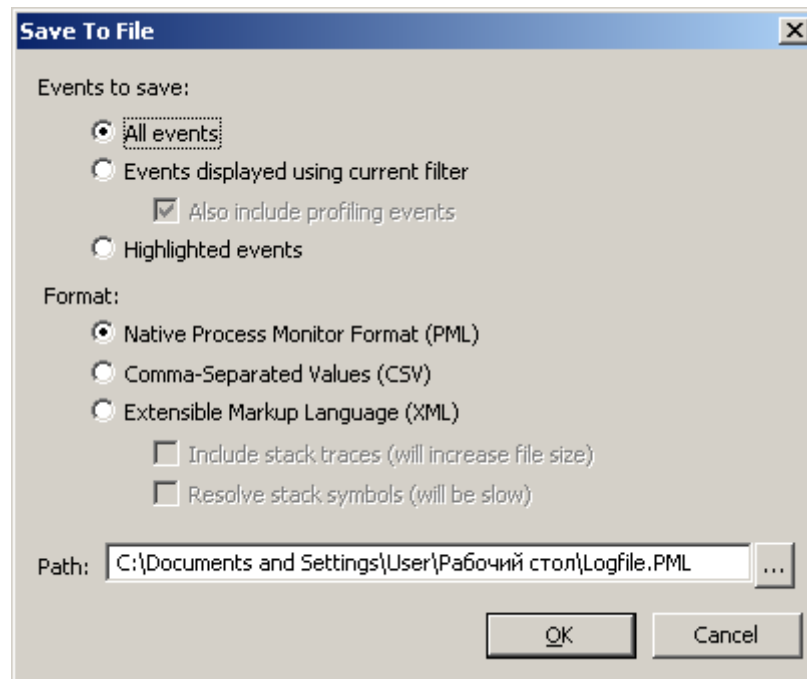 Save To File
Events to save:
All events
Events displayed using current filter
Also include profiling events
Highlighted events
Format:
Native Process Monitor Format (PML)
Comma-Separated Values (CSV)
Extensible Markup Language (XML)
Include stack traces (will increase file size)
Resolve stack symbols (will be slow)
Path: C:\Documents and Settings\User\Рабочий стол\Logfile.PML ...
OK Cancel